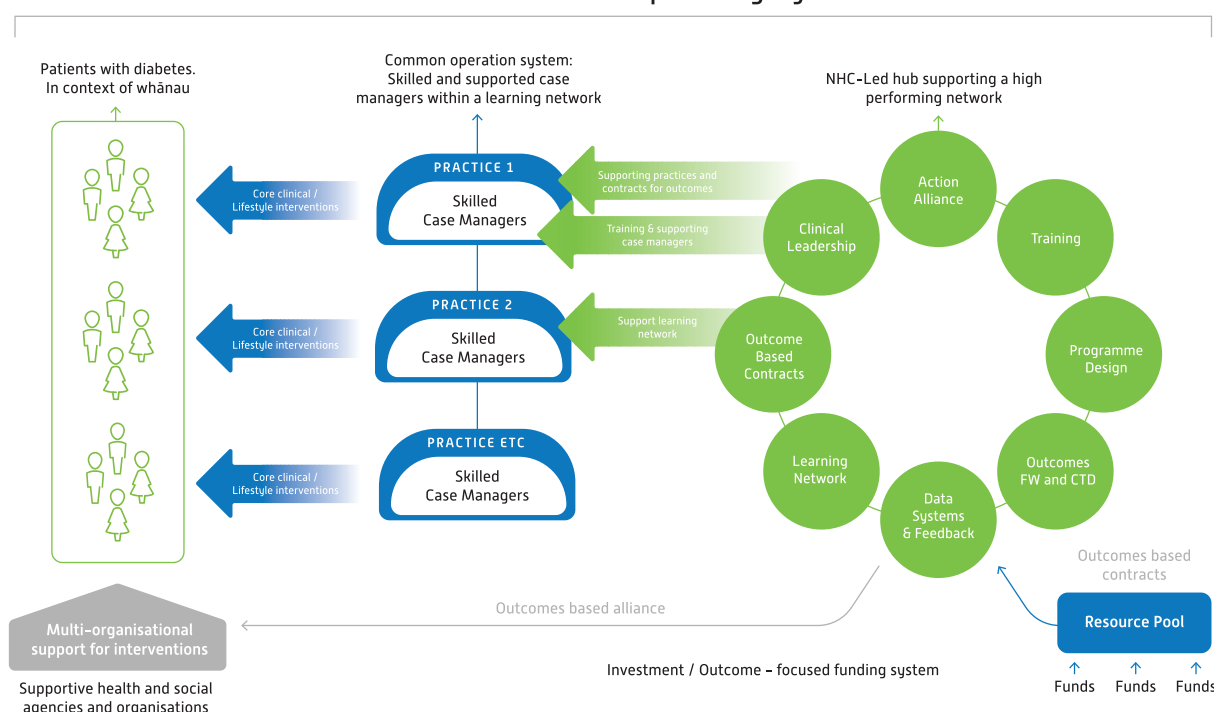 Patients with diabetes.
In context of whānau
Common operation system:
Skilled and supported case
managers within a learning network
NHC-Led hub supporting a high
performing network
PRACTICE 1
Skilled
Case Managers
Core clinical /
Lifestyle interventions
Supporting practices and
contracts for outcomes
Training & supporting
case managers
PRACTICE 2
Skilled
Case Managers
Core clinical /
Lifestyle interventions
Support learning
network
PRACTICE ETC
Skilled
Case Managers
Core clinical /
Lifestyle interventions
Action
Alliance
Training
Programme
Design
Outcomes
FW and CTD
Data
Systems
& Feedback
Learning
Network
Outcome
Based
Contracts
Clinical
Leadership
Outcomes based
contracts
Resource Pool
Funds Funds Funds
Outcomes based alliance
Investment / Outcome – focused funding system
Multi-organisational
support for interventions
Supportive health and social
agencies and organisations